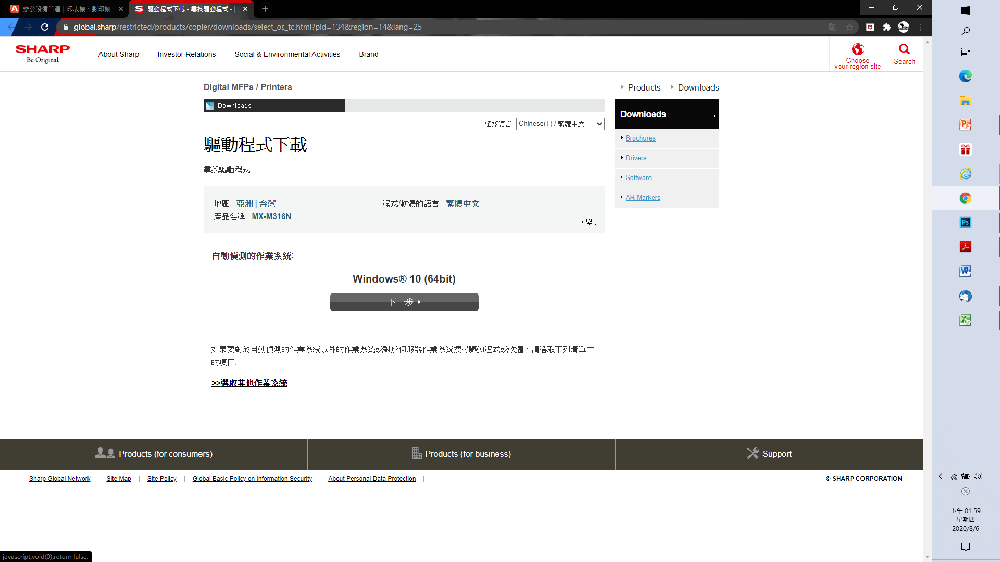 辦公設備首選｜印表機、影印機
驅動程式下載 - 尋找驅動程式 - |
global.sharp/restricted/products/copier/downloads/select_os_tc.html?pid=134&region=14&lang=25
SHARP
Be Original.
About Sharp
Investor Relations
Social & Environmental Activities
Brand
Choose
your region site
Search
Digital MFPs / Printers
Products
Downloads
Downloads
選擇語言
Chinese(T) / 繁體中文
驅動程式下載
尋找驅動程式.
地區 : 亞洲 | 台灣
程式/軟體的語言 : 繁體中文
產品名稱 : MX-M316N
變更
自動偵測的作業系統:
Windows® 10 (64bit)
下一步
如果要對於自動偵測的作業系統以外的作業系統或對於伺服器作業系統搜尋驅動程式或軟體，請選取下列清單中
的項目:
>>選取其他作業系統
Downloads
Brochures
Drivers
Software
AR Markers
Products (for consumers)
Products (for business)
Support
Sharp Global Network
Site Map
Site Policy
Global Basic Policy on Information Security
About Personal Data Protection
© SHARP CORPORATION
javascript:void(0);return false;
下午 01:59
星期四
2020/8/6